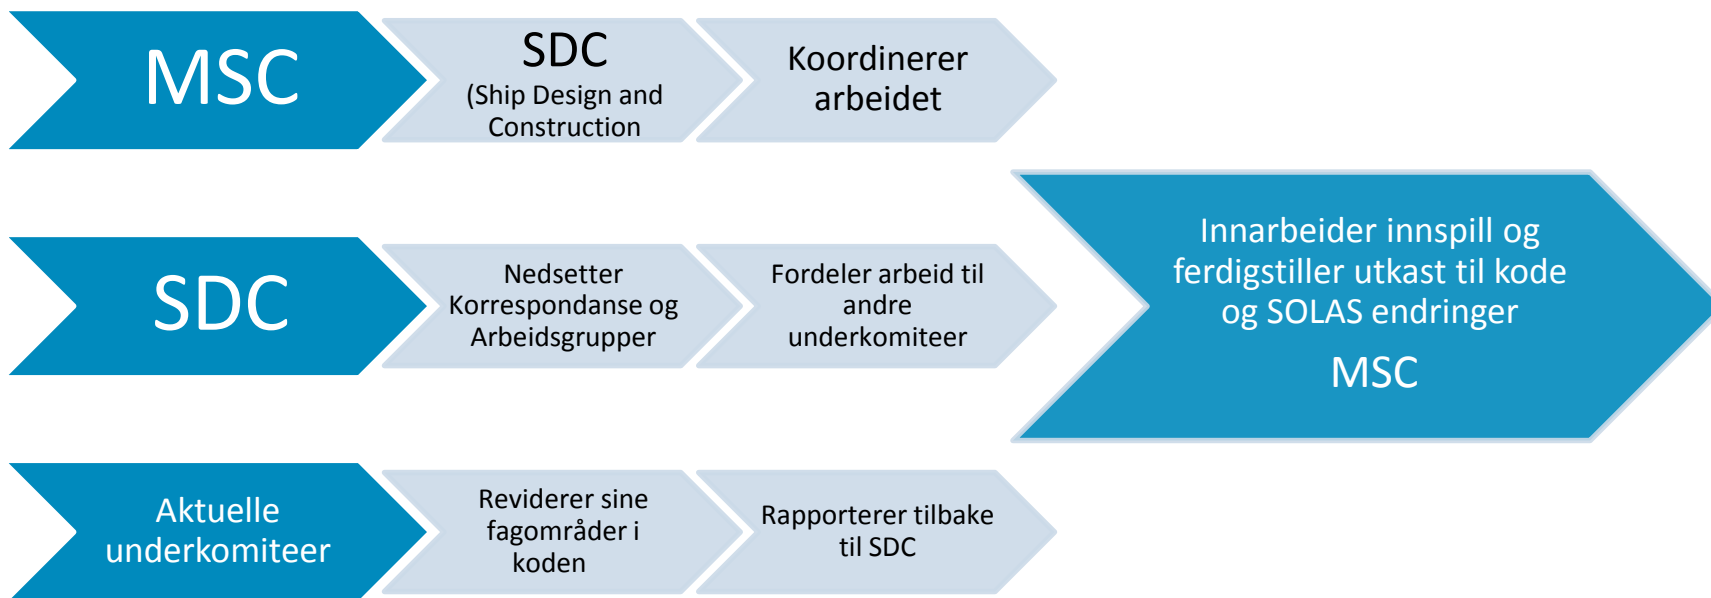 MSC
SDC
(Ship Design and
Construction
Koordinerer
arbeidet
SDC
Nedsetter
Korrespondanse og
Arbeidsgrupper
Fordeler arbeid til
andre
underkomiteer
Aktuelle
underkomiteer
Reviderer sine
fagområder i
koden
Rapporterer tilbake
til SDC
Innarbeider innspill og
ferdigstiller utkast til kode
og SOLAS endringer
MSC